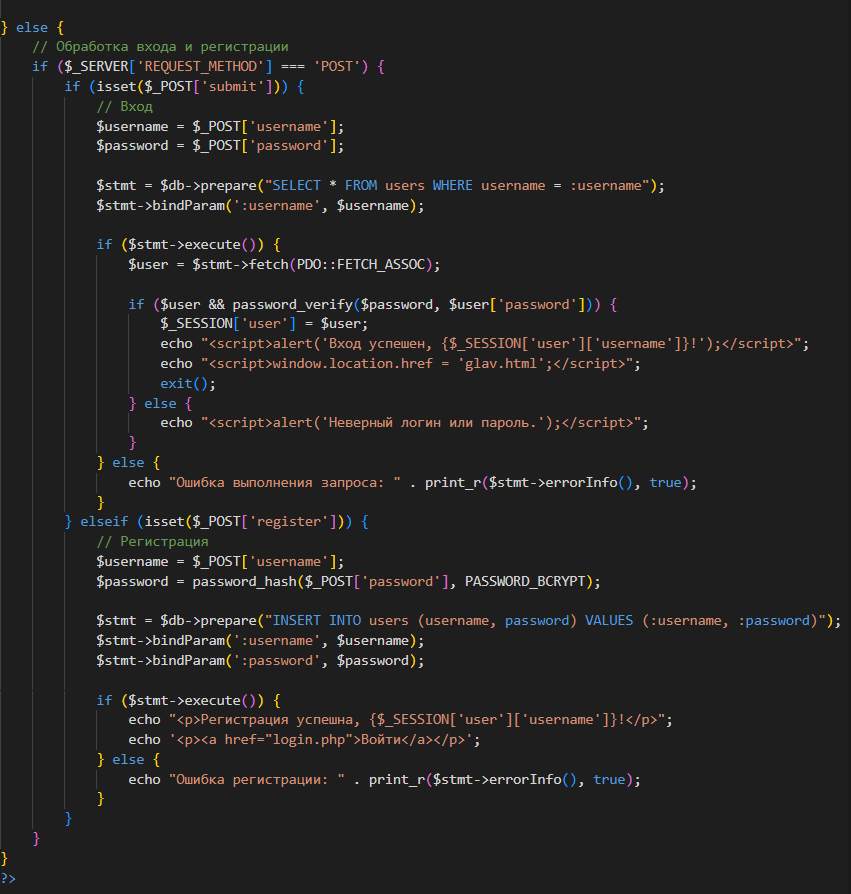 } else {
// Обработка входа и регистрации
if ($_SERVER['REQUEST_METHOD'] === 'POST') {
if (isset($_POST['submit'])) {
// Вход
$username = $_POST['username'];
$password = $_POST['password'];
$stmt = $db->prepare("SELECT * FROM users WHERE username = :username");
$stmt->bindParam(':username', $username);
if ($stmt->execute()) {
$user = $stmt->fetch(PDO::FETCH_ASSOC);
if ($user && password_verify($password, $user['password'])) {
$_SESSION['user'] = $user;
echo "<script>alert('Вход успешен, {$_SESSION['user']['username']}!');</script>";
echo "<script>window.location.href = 'glav.html';</script>";
exit();
} else {
echo "<script>alert('Неверный логин или пароль.');</script>";
}
} else {
echo "Ошибка выполнения запроса: " . print_r($stmt->errorInfo(), true);
}
} elseif (isset($_POST['register'])) {
// Регистрация
$username = $_POST['username'];
$password = password_hash($_POST['password'], PASSWORD_BCRYPT);
$stmt = $db->prepare("INSERT INTO users (username, password) VALUES (:username, :password)");
$stmt->bindParam(':username', $username);
$stmt->bindParam(':password', $password);
if ($stmt->execute()) {
echo "<p>Регистрация успешна, {$_SESSION['user']['username']}!</p>";
echo '<p><a href="login.php">Войти</a></p>';
} else {
echo "Ошибка регистрации: " . print_r($stmt->errorInfo(), true);
}
}
}
}
?>